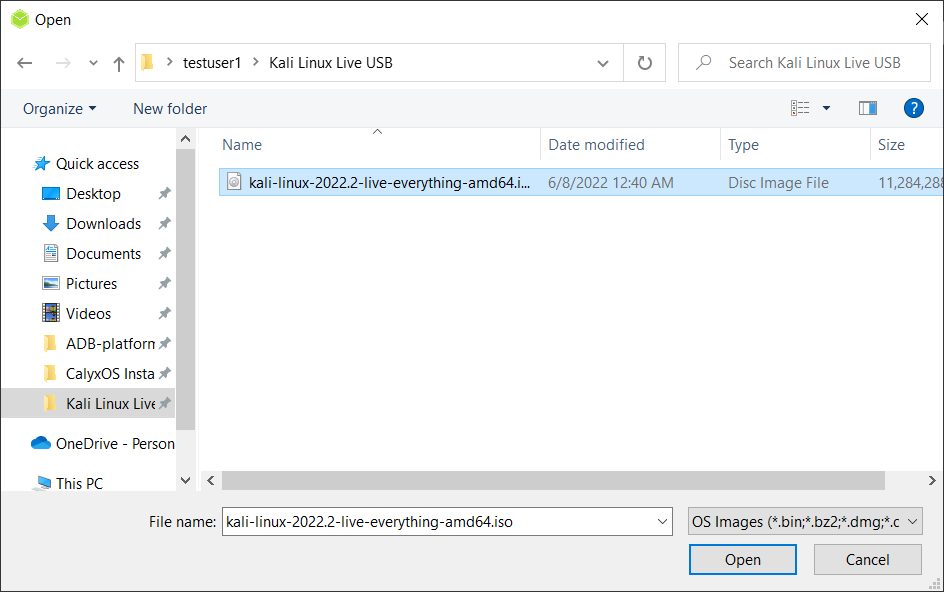 Open
testuser1 > Kali Linux Live USB
Search Kali Linux Live USB
Organize
New folder
?
Name
Date modified
Type
Size
Quick access
Desktop
Downloads
Documents
Pictures
Videos
ADB-platforn
CalyxOS Insta
Kali Linux Live
OneDrive - Person
This PC
kali-linux-2022.2-live-everything-amd64.i...
6/8/2022 12:40 AM
Disc Image File
11,284,288
File name:
kali-linux-2022.2-live-everything-amd64.iso
OS Images (*.bin;*.bz2;*.dmg;*.c
Open
Cancel